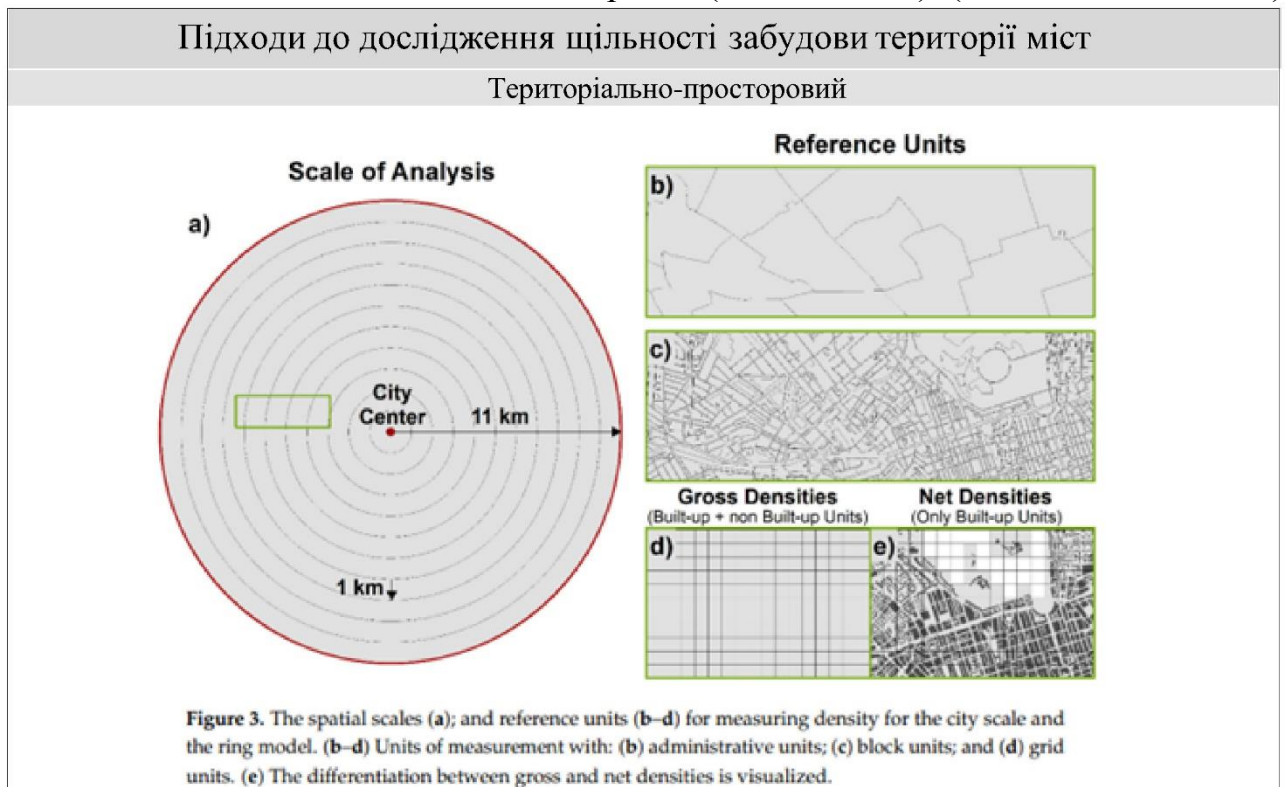 Підходи до дослідження щільності забудови території міст
Територіально-просторовий
Scale of Analysis
a)
City
Center
11 km
1 km
Reference Units
b)
c)
Gross Densities
(Built-up + non Built-up Units)
Net Densities
(Only Built-up Units)
d)
e)
Figure 3. The spatial scales (a); and reference units (b–d) for measuring density for the city scale and
the ring model. (b–d) Units of measurement with: (b) administrative units; (c) block units; and (d) grid
units. (e) The differentiation between gross and net densities is visualized.